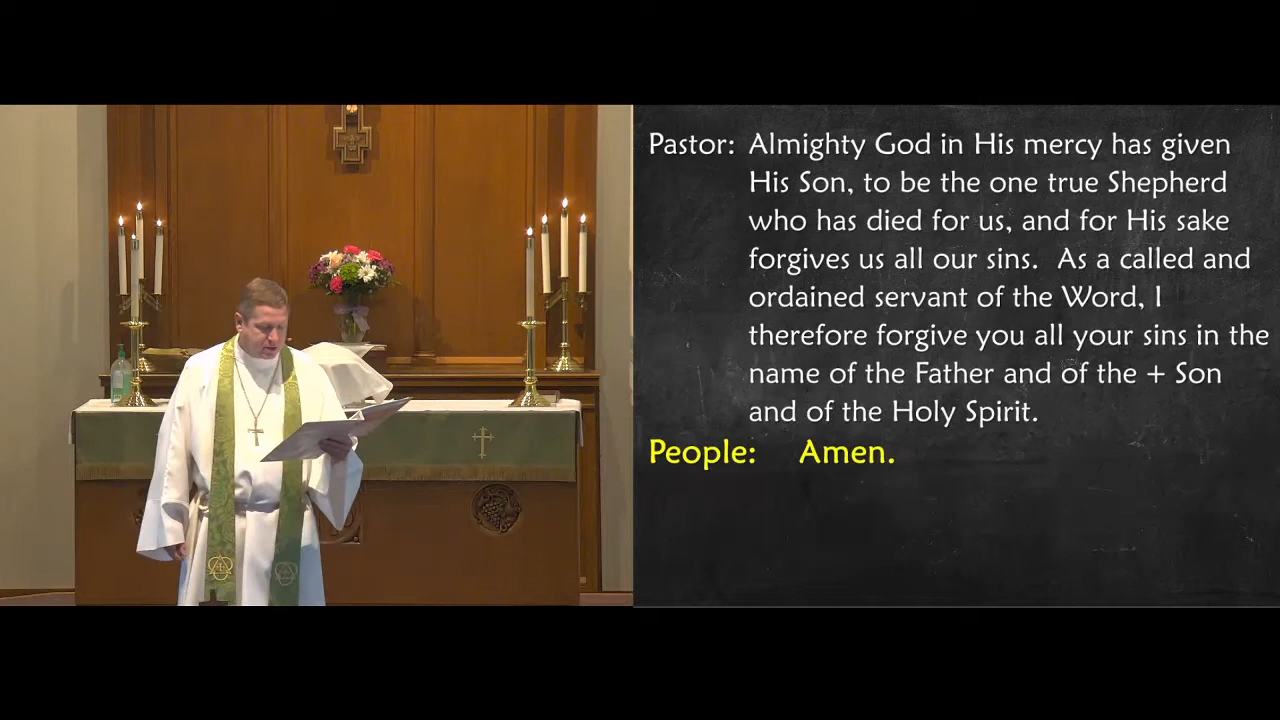 Pastor: Almighty God in His mercy has given
His Son, to be the one true Shepherd
who has died for us, and for His sake
forgives us all our sins.  As a called and
ordained servant of the Word, I
therefore forgive you all your sins in the
name of the Father and of the + Son
and of the Holy Spirit.
People: Amen.